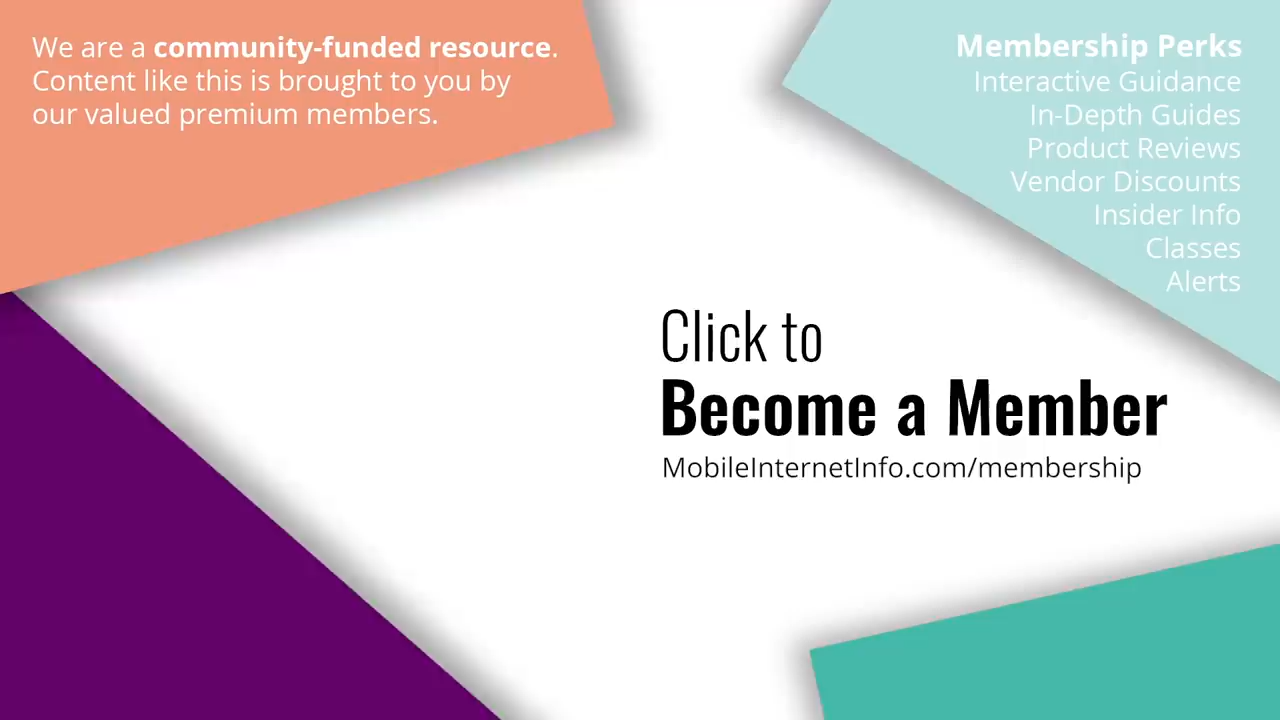 We are a community-funded resource.
Content like this is brought to you by
our valued premium members.
Membership Perks
Interactive Guidance
In-Depth Guides
Product Reviews
Vendor Discounts
Insider Info
Classes
Alerts
Click to
Become a Member
MobileInternetInfo.com/membership